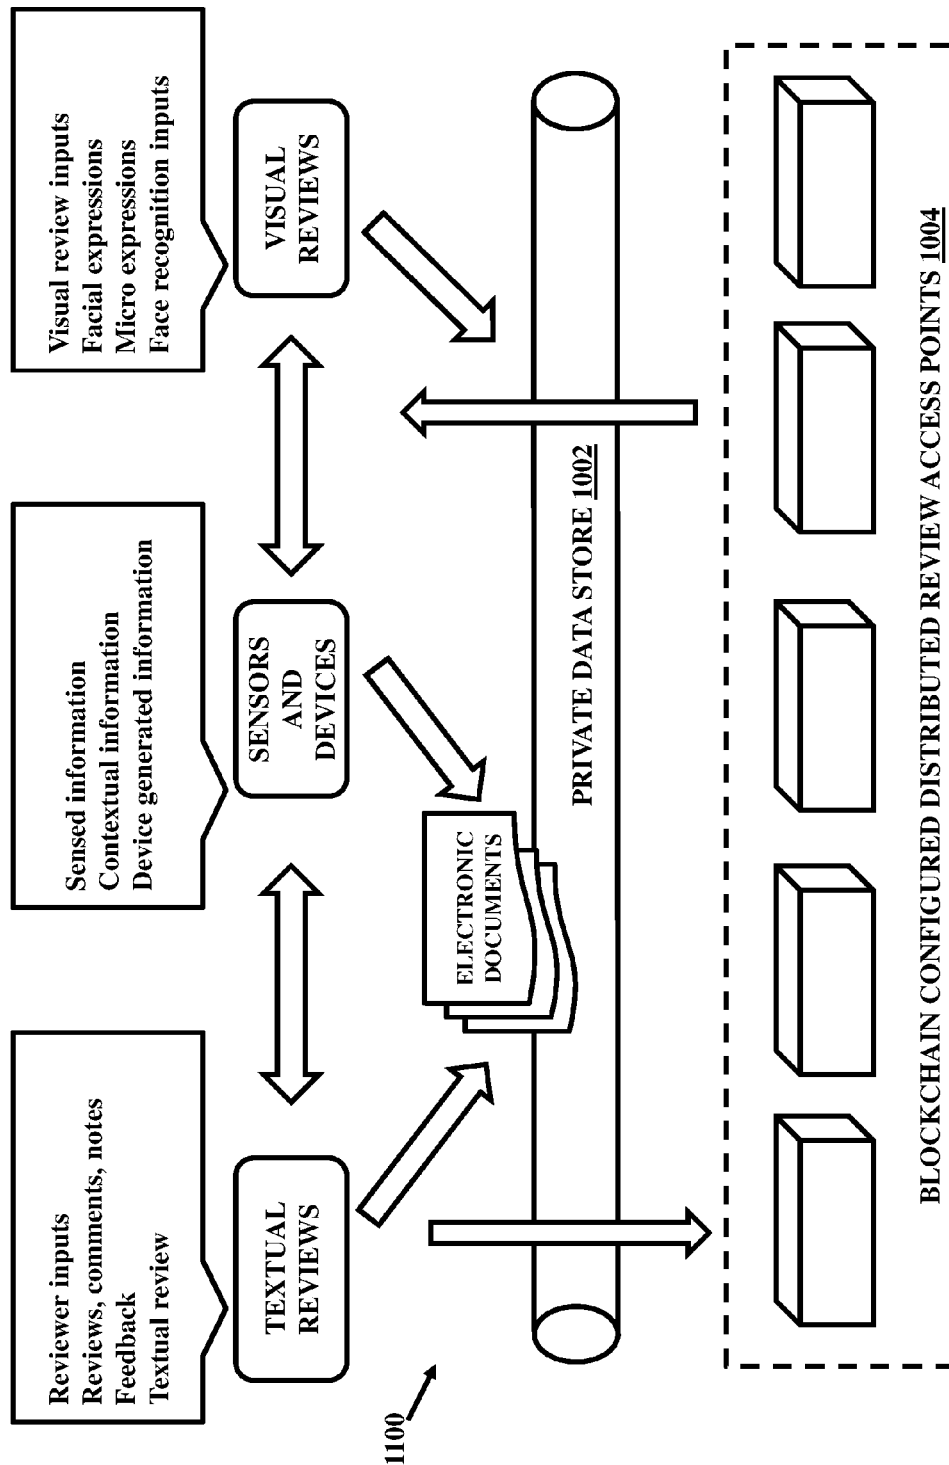 Reviewer inputs
Reviews, comments, notes
Feedback
Textual review
Sensed information
Contextual information
Device generated information
Visual review inputs
Facial expressions
Micro expressions
Face recognition inputs
TEXTUAL
REVIEWS
SENSORS
AND
DEVICES
VISUAL
REVIEWS
ELECTRONIC
DOCUMENTS
1100
PRIVATE DATA STORE 1002
BLOCKCHAIN CONFIGURED DISTRIBUTED REVIEW ACCESS POINTS 1004